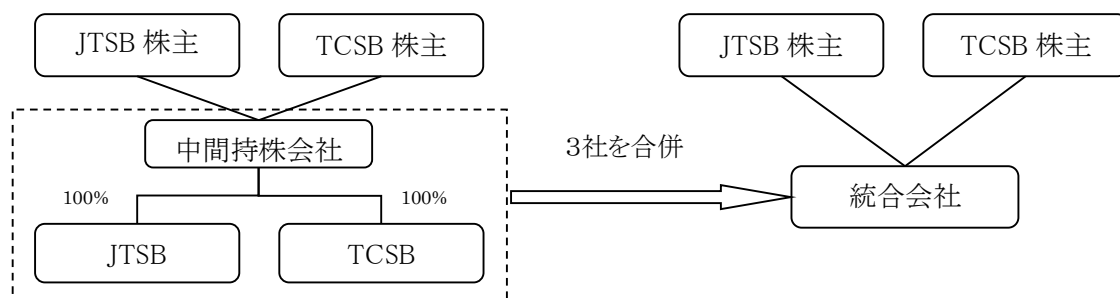 JTSB 株主
TCSB 株主
中間持株会社
100%
100%
JTSB
TCSB
3社を合併
JTSB 株主
TCSB 株主
統合会社